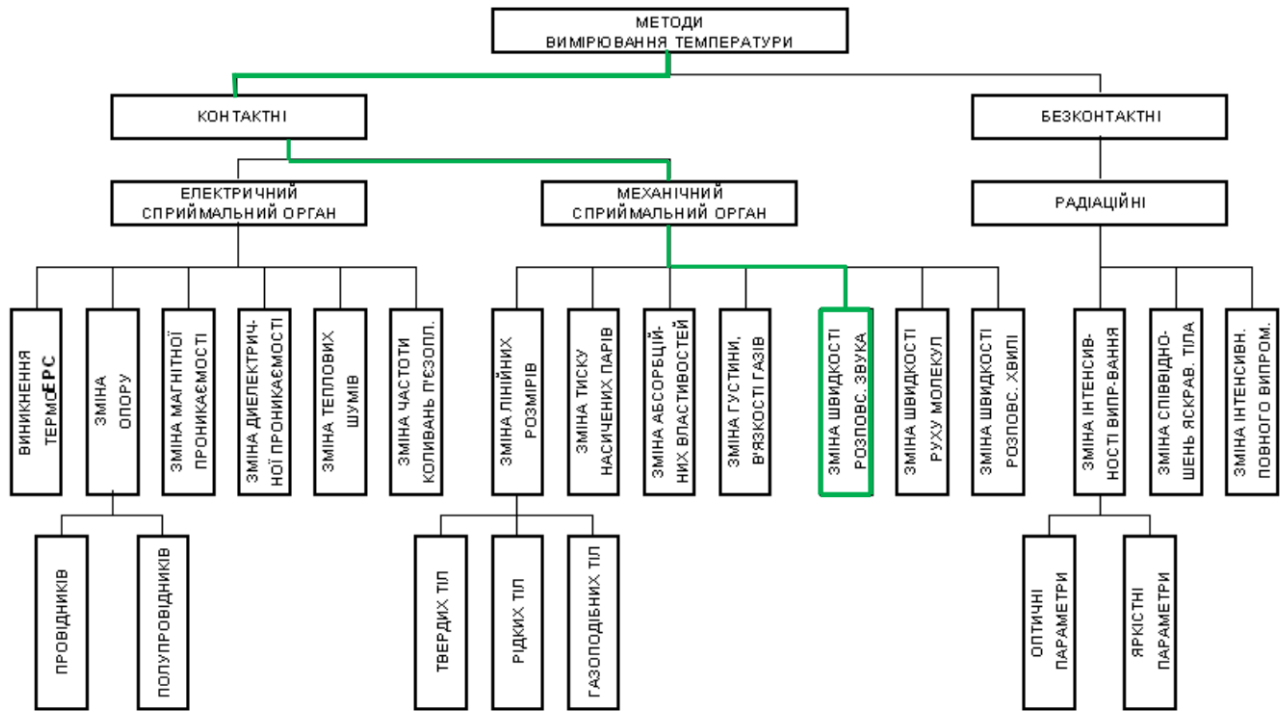 МЕТОДИ
ВИМІРЮВАННЯ ТЕМПЕРАТУРИ
КОНТАКТНІ
БЕЗКОНТАКТНІ
ЕЛЕКТРИЧНИЙ
СПРИЙМАЛЬНИЙ ОРГАН
МЕХАНІЧНИЙ
СПРИЙМАЛЬНИЙ ОРГАН
РАДІАЦІЙНІ
ВИНИКНЕННЯ
ТЕРМОЕРС
ЗМІНА
ОПОРУ
ЗМІНА МАГНІТНОЇ
ПРОНИКАЄМОСТІ
ЗМІНА ДИЕЛЕКТРИЧ-
НОЇ ПРОНИКАЄМОСТІ
ЗМІНА ТЕПЛОВИХ
ШУМІВ
ЗМІНА ЧАСТОТИ
КОЛИВАНЬ П'ЄЗОПЛ.
ЗМІНА ЛІНІЙНИХ
РОЗМІРІВ
ЗМІНА ТИСКУ
НАСИЧЕНИХ ПАРІВ
ЗМІНА АБСОРБЦІЙ-
НИХ ВЛАСТИВОСТЕЙ
ЗМІНА ГУСТИНИ,
В'ЯЗКОСТІ ГАЗІВ
ЗМІНА ШВИДКОСТІ
РОЗПОВС. ЗВУКА
ЗМІНА ШВИДКОСТІ
РУХУ МОЛЕКУЛ
ЗМІНА ШВИДКОСТІ
РОЗПОВС. ХВИЛІ
ЗМІНА ІНТЕНСИВ-
НОСТІ ВИПР-ВАННЯ
ЗМІНА СПІВВІДНО-
ШЕНЬ ЯСКРАВ. ТІЛА
ЗМІНА ІНТЕНСИВН.
ПОВНОГО ВИПРОМ.
ПРОВІДНИКІВ
ПОЛУПРОВІДНИКІВ
ТВЕРДИХ ТІЛ
РІДКИХ ТІЛ
ГАЗОПОДІБНИХ ТІЛ
ОПТИЧНІ
ПАРАМЕТРИ
ЯРКІСТНІ
ПАРАМЕТРИ